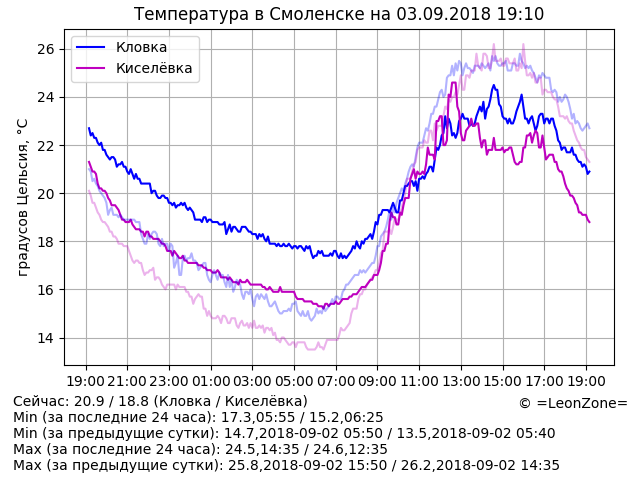 Температура в Смоленске на 03.09.2018 19:10
градусов Цельсия, °C
26
24
22
20
18
16
14
Кловка
Киселёвка
19:00 21:00 23:00 01:00 03:00 05:00 07:00 09:00 11:00 13:00 15:00 17:00 19:00
Сейчас: 20.9 / 18.8 (Кловка / Киселёвка)
© =LeonZone=
Min (за последние 24 часа): 17.3,05:55 / 15.2,06:25
Min (за предыдущие сутки): 14.7,2018-09-02 05:50 / 13.5,2018-09-02 05:40
Max (за последние 24 часа): 24.5,14:35 / 24.6,12:35
Max (за предыдущие сутки): 25.8,2018-09-02 15:50 / 26.2,2018-09-02 14:35